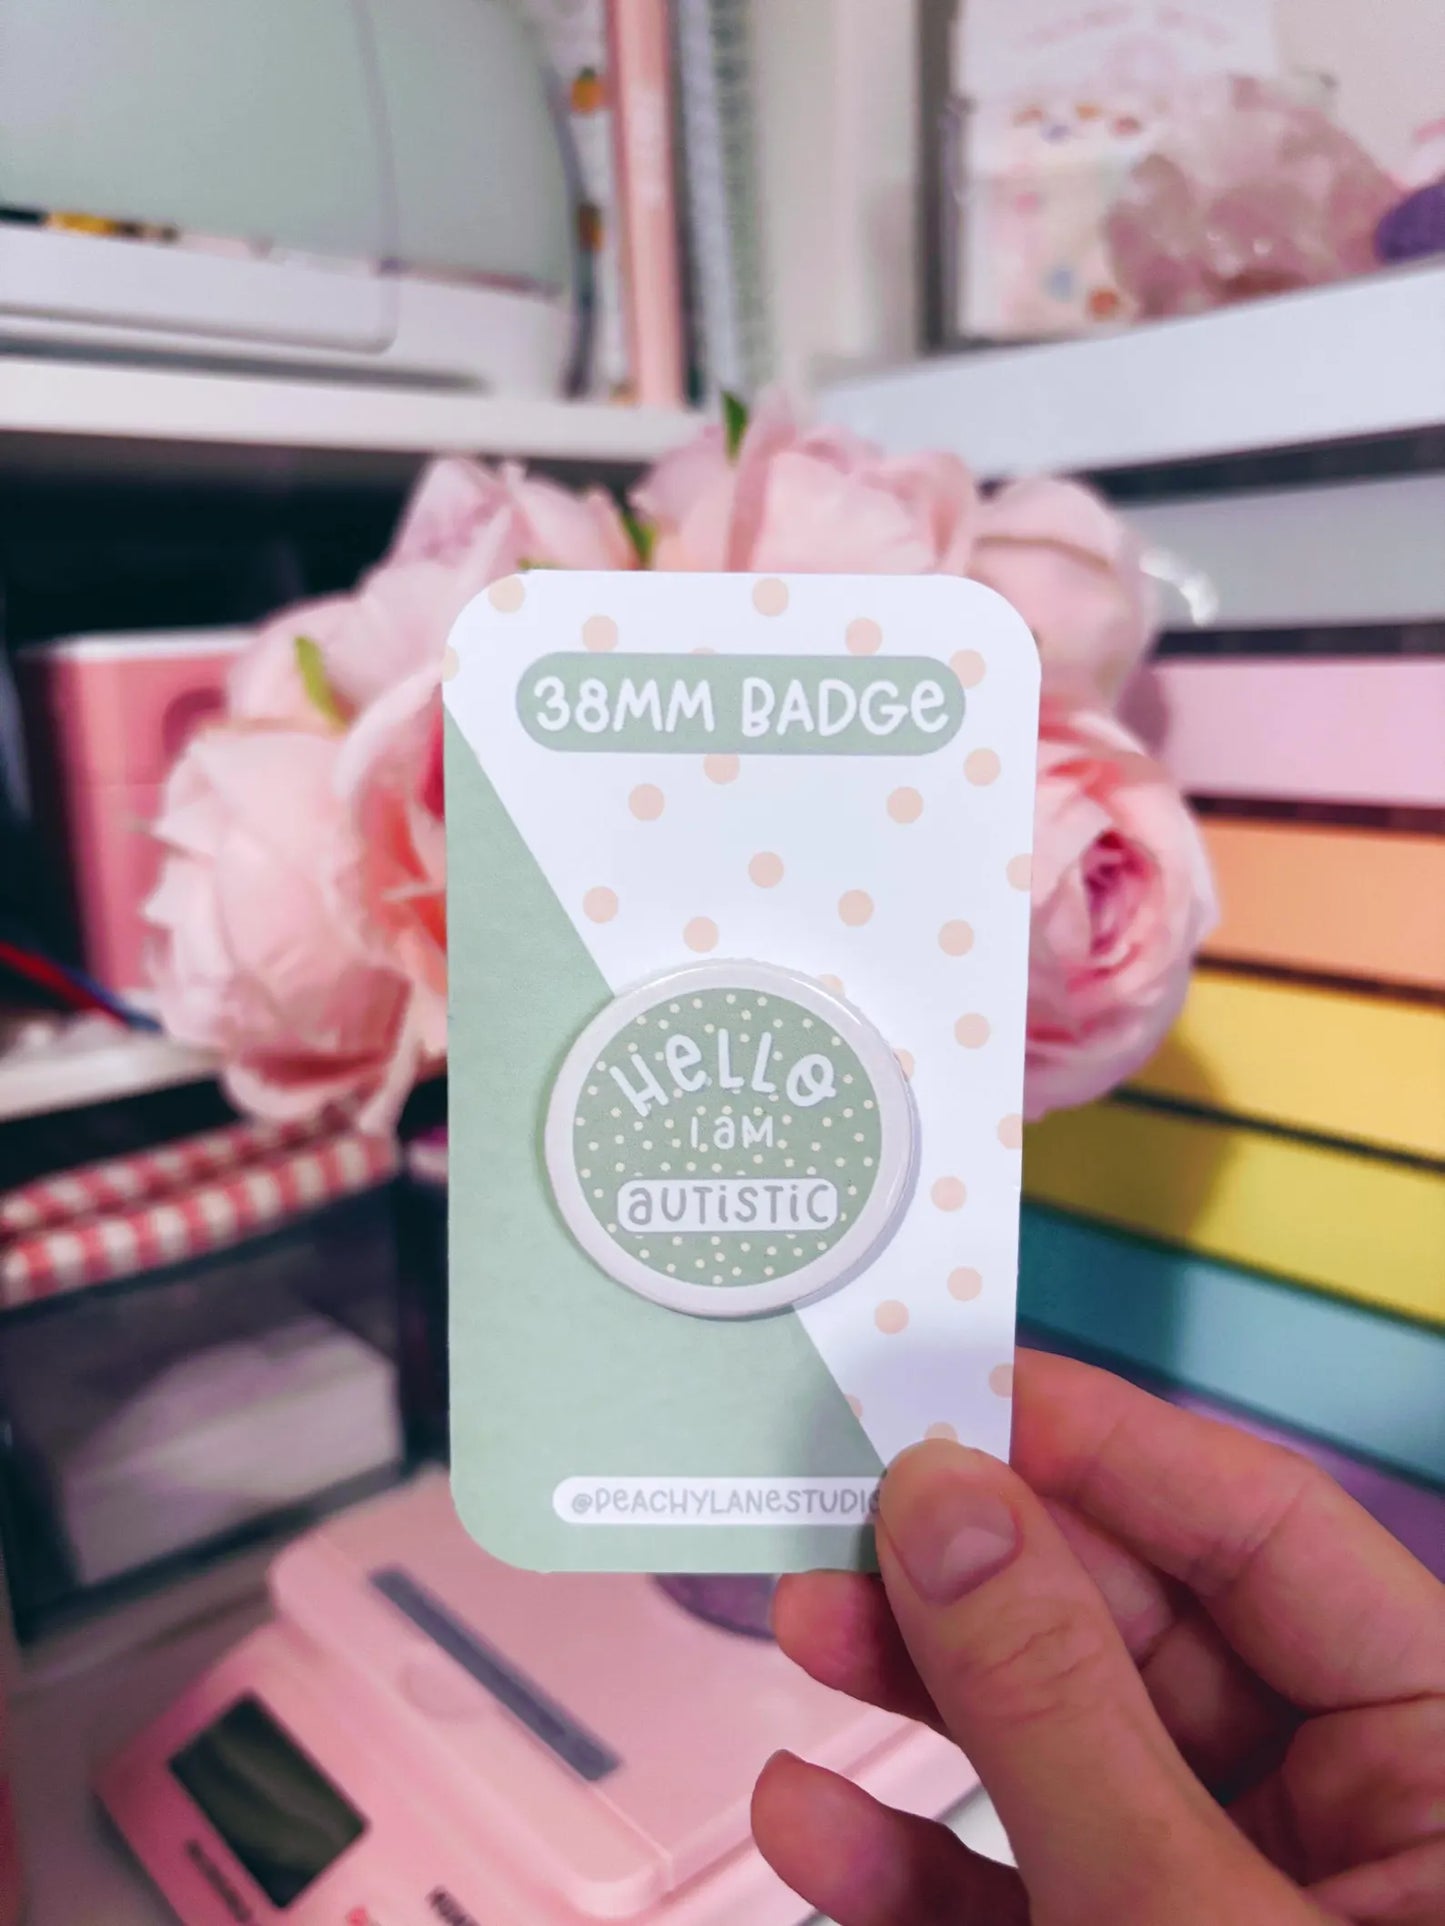 38MM BADGE
HELLO
I AM
AUTISTIC
@PEACHYLANESTUDIO